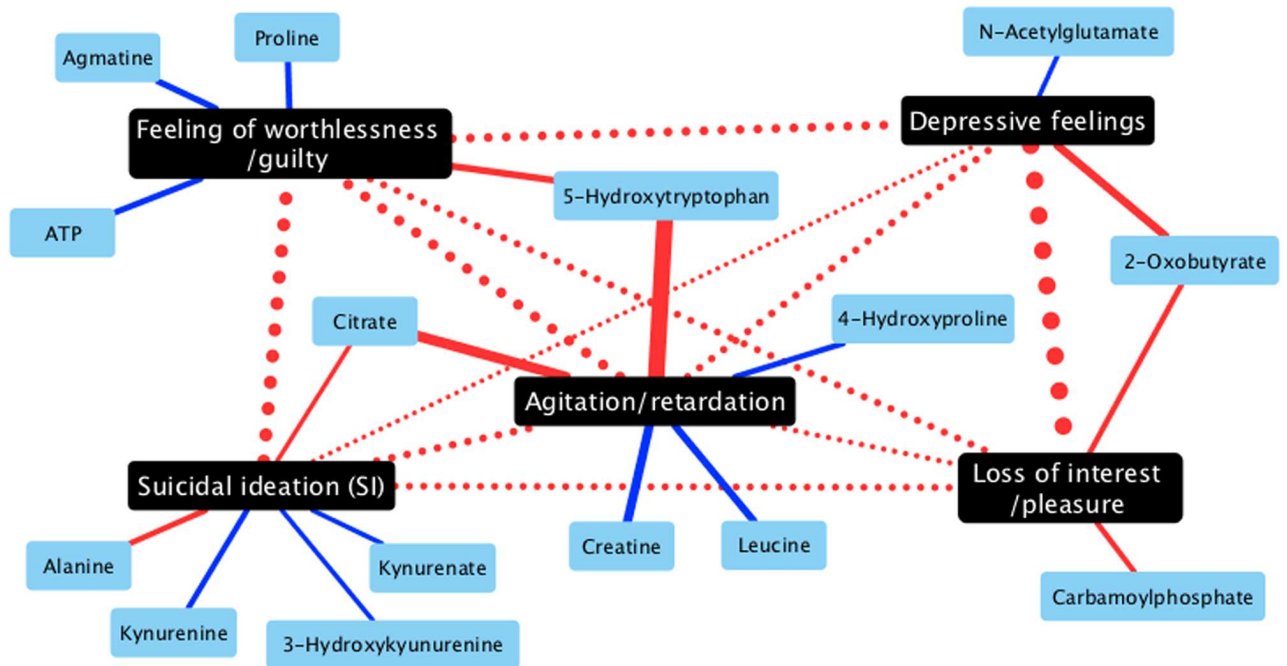 Proline
N-Acetylglutamate
Agmatine
Feeling of worthlessness
/guilty
Depressive feelings
5-Hydroxytryptophan
ATP
2-Oxobutyrate
Citrate
4-Hydroxyproline
Agitation/retardation
Suicidal ideation (SI)
Loss of interest
/pleasure
Creatine
Leucine
Alanine
Kynurenate
Carbamoylphosphate
Kynurenine
3-Hydroxykyunurenine